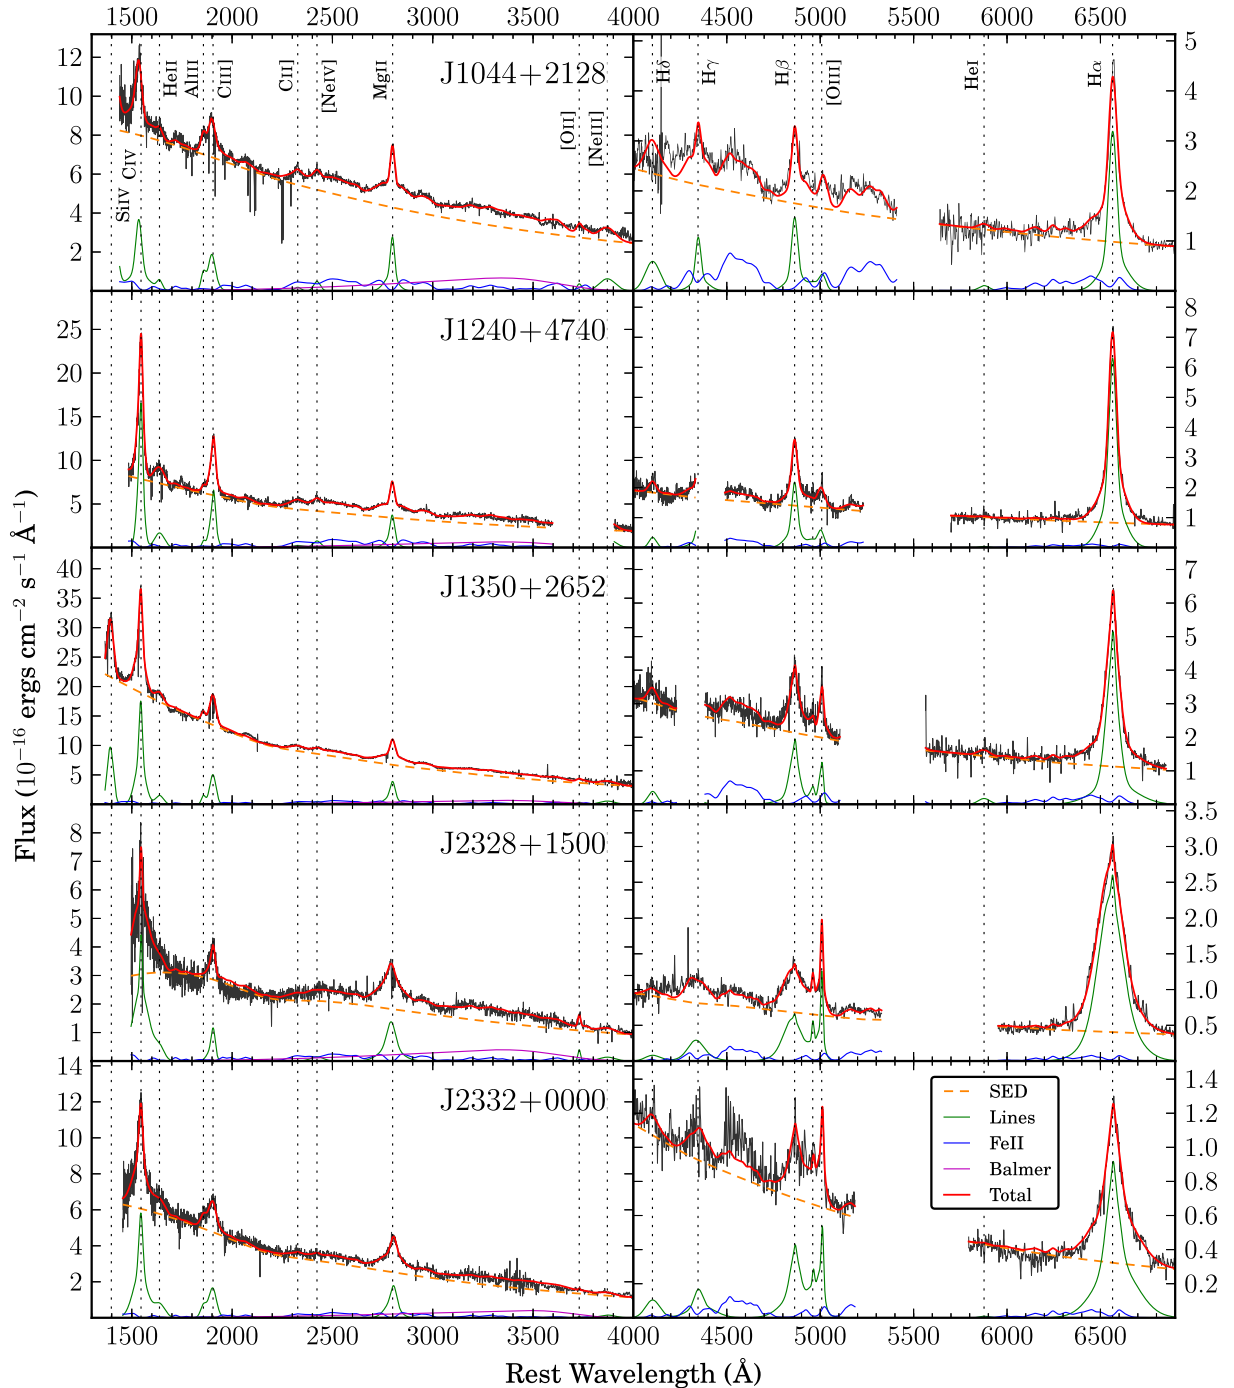 1500 2000 2500 3000 3500 4000 4500 5000 5500 6000 6500
J1044+2128
SiIV
CIV
HeII
AlIII
CIII]
CII]
[NeIV]
MgII
[OII]
[NeIII]
Hδ
Hγ
Hβ
[OIII]
HeI
Hα
12
10
8
6
4
2
5
4
3
2
1
J1240+4740
25
20
15
10
5
8
7
6
5
4
3
2
1
J1350+2652
40
35
30
25
20
15
10
5
7
6
5
4
3
2
1
J2328+1500
8
7
6
5
4
3
2
1
3.5
3.0
2.5
2.0
1.5
1.0
0.5
J2332+0000
14
12
10
8
6
4
2
1.4
1.2
1.0
0.8
0.6
0.4
0.2
SED
Lines
FeII
Balmer
Total
1500 2000 2500 3000 3500 4000 4500 5000 5500 6000 6500
Rest Wavelength (Å)
Flux (10⁻¹⁶ ergs cm⁻² s⁻¹ Å⁻¹)